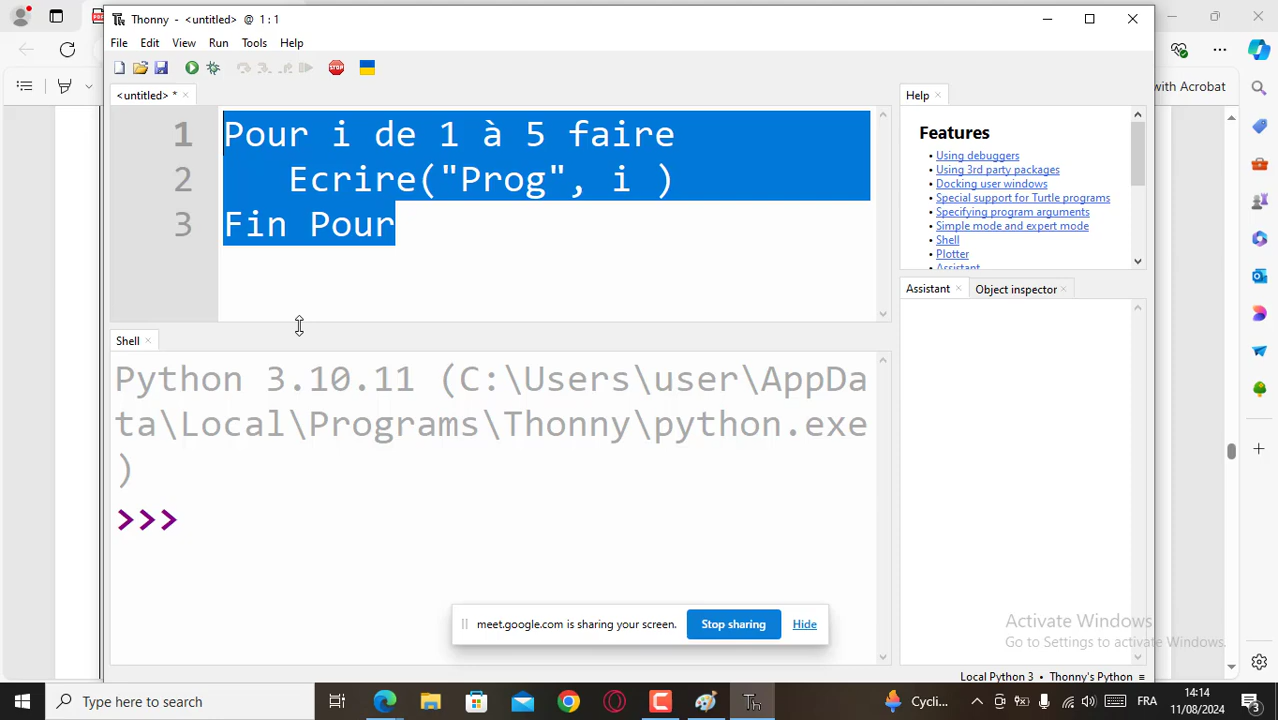 Thonny - <untitled> @ 1 : 1
File Edit View Run Tools Help
with Acrobat
<untitled> *
1 Pour i de 1 à 5 faire
2 Ecrire("Prog", i )
3 Fin Pour
Help
Features
• Using debuggers
• Using 3rd party packages
• Docking user windows
• Special support for Turtle programs
• Specifying program arguments
• Simple mode and expert mode
• Shell
• Plotter
• Assistant
Assistant Object inspector
Shell
Python 3.10.11 (C:\Users\user\AppDa
ta\Local\Programs\Thonny\python.exe
)
>>>
meet.google.com is sharing your screen. Stop sharing Hide
Activate Windows
Go to Settings to activate Windows.
Local Python 3 • Thonny's Python ≡
Type here to search
Cycli...
FRA
14:14
11/08/2024
3